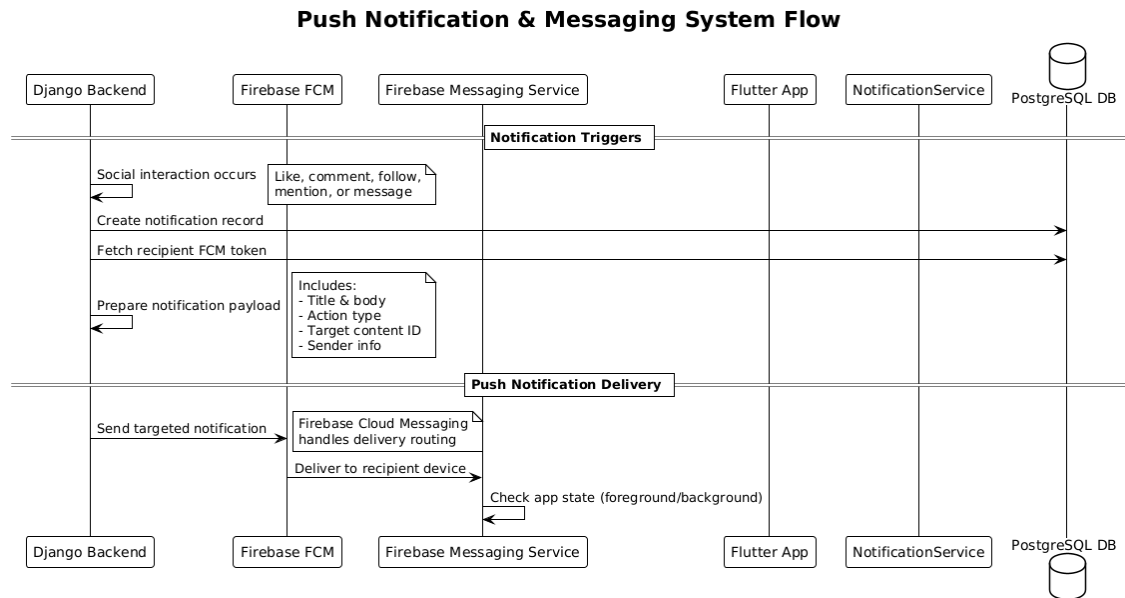 Push Notification & Messaging System Flow
Django Backend
Firebase FCM
Firebase Messaging Service
Flutter App
NotificationService
PostgreSQL DB
Notification Triggers
Social interaction occurs
Like, comment, follow,
mention, or message
Create notification record
Fetch recipient FCM token
Prepare notification payload
Includes:
- Title & body
- Action type
- Target content ID
- Sender info
Push Notification Delivery
Send targeted notification
Firebase Cloud Messaging
handles delivery routing
Deliver to recipient device
Check app state (foreground/background)
Django Backend
Firebase FCM
Firebase Messaging Service
Flutter App
NotificationService
PostgreSQL DB